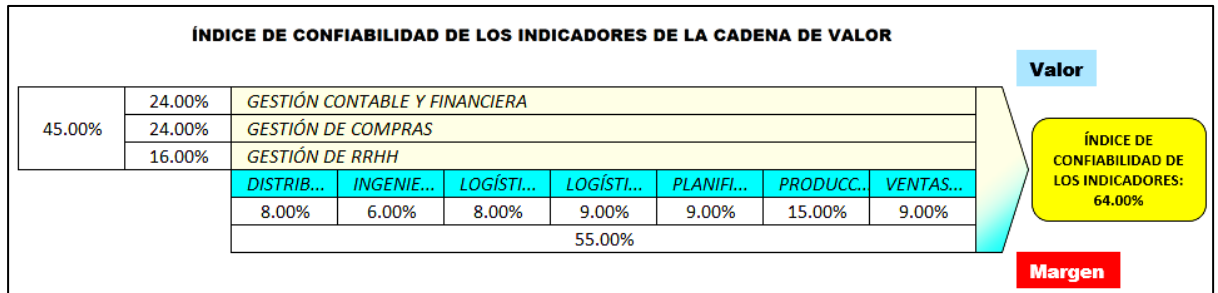 ÍNDICE DE CONFIABILIDAD DE LOS INDICADORES DE LA CADENA DE VALOR
Valor
45.00%
24.00% GESTIÓN CONTABLE Y FINANCIERA
24.00% GESTIÓN DE COMPRAS
16.00% GESTIÓN DE RRHH
DISTRIB... INGENIE... LOGÍSTI... LOGÍSTI... PLANIFI... PRODUCC... VENTAS...
8.00% 6.00% 8.00% 9.00% 9.00% 15.00% 9.00%
55.00%
ÍNDICE DE
CONFIABILIDAD DE
LOS INDICADORES:
64.00%
Margen